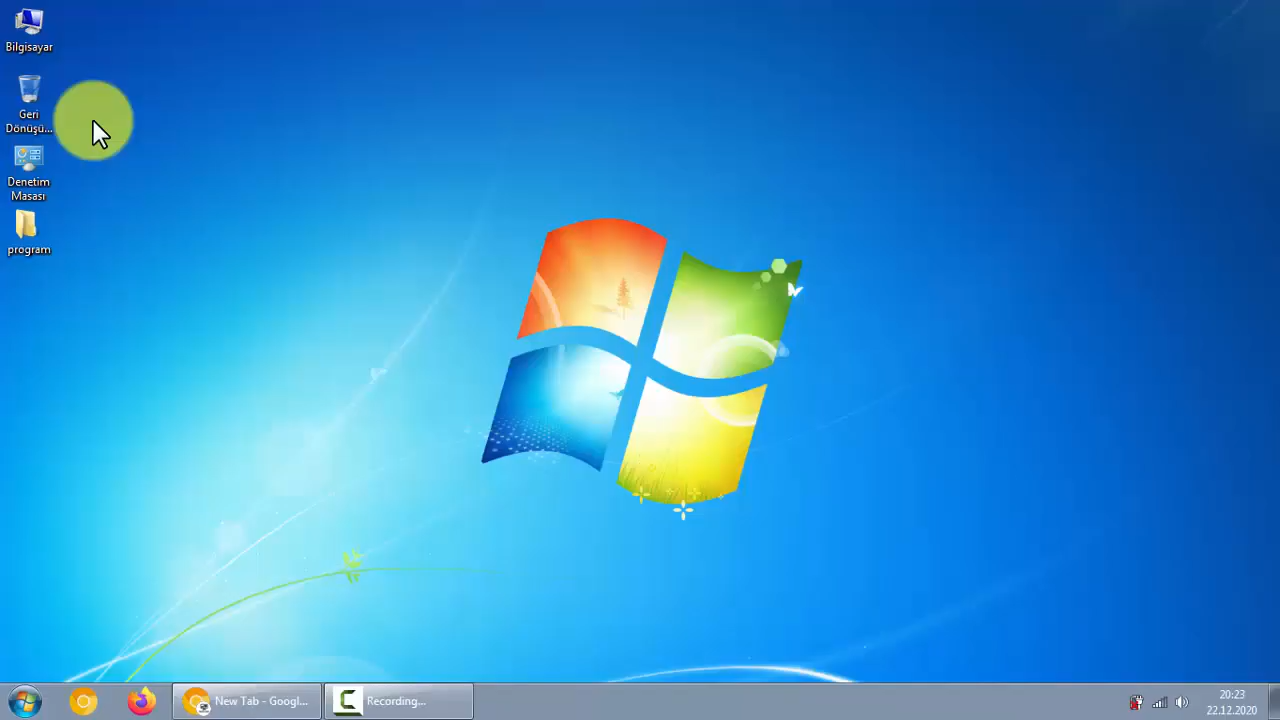 Bilgisayar
Geri
Dönüşü...
Denetim
Masası
program
New Tab - Googl...
Recording...
20:23
22.12.2020